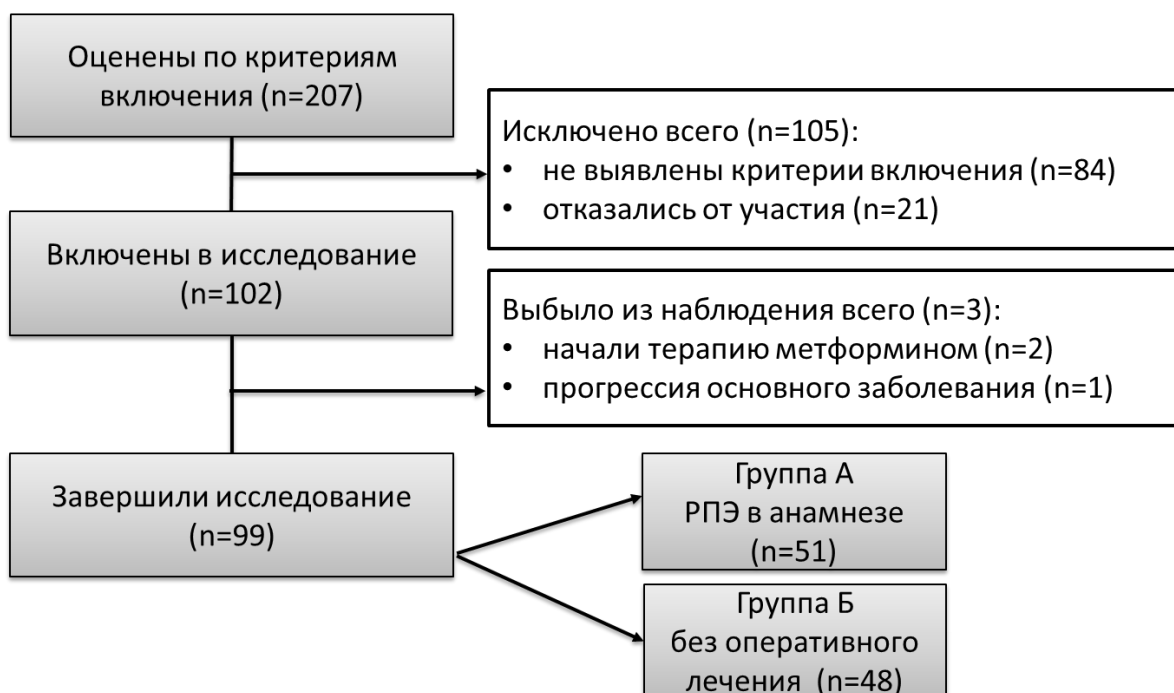 Оценены по критериям
включения (n=207)
Исключено всего (n=105):
• не выявлены критерии включения (n=84)
• отказались от участия (n=21)
Включены в исследование
(n=102)
Выбыло из наблюдения всего (n=3):
• начали терапию метформином (n=2)
• прогрессия основного заболевания (n=1)
Завершили исследование
(n=99)
Группа А
РПЭ в анамнезе
(n=51)
Группа Б
без оперативного
лечения (n=48)